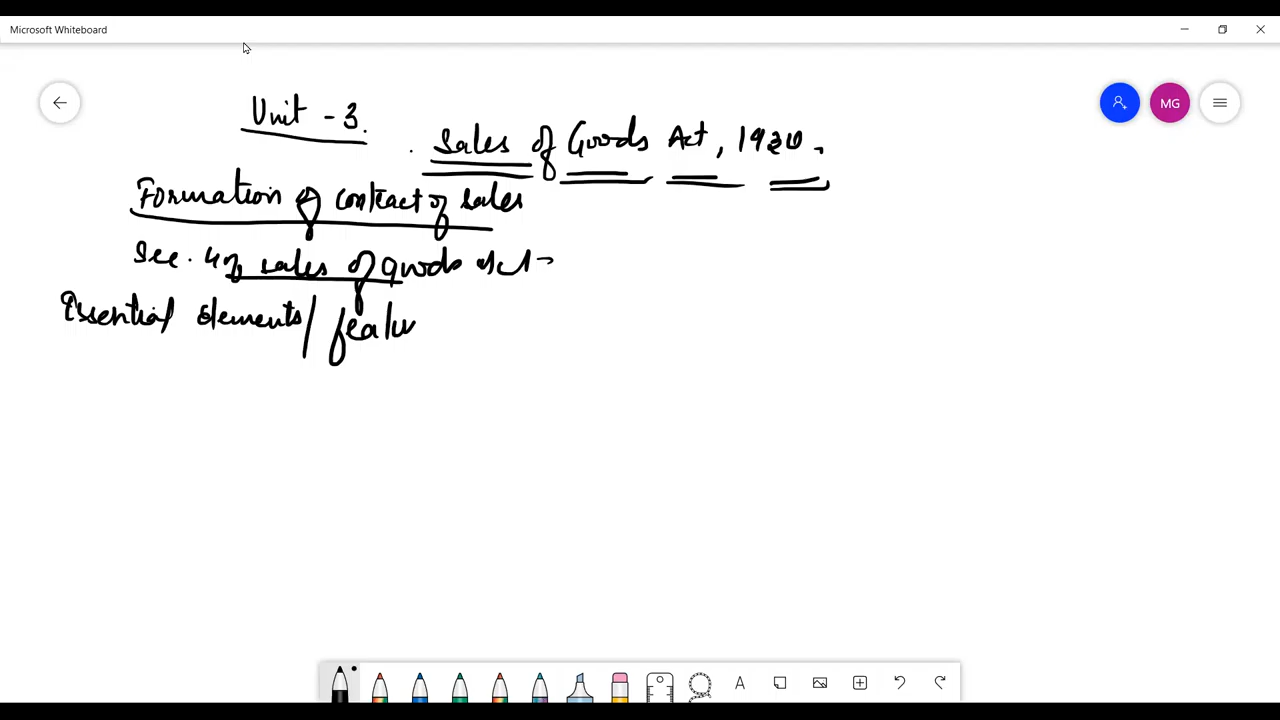 Microsoft Whiteboard
MG
Unit - 3.
Sales of Goods Act, 1930.
Formation of contract of sales
Sec. 4 of sales of goods act →
Essential elements/ featu
A